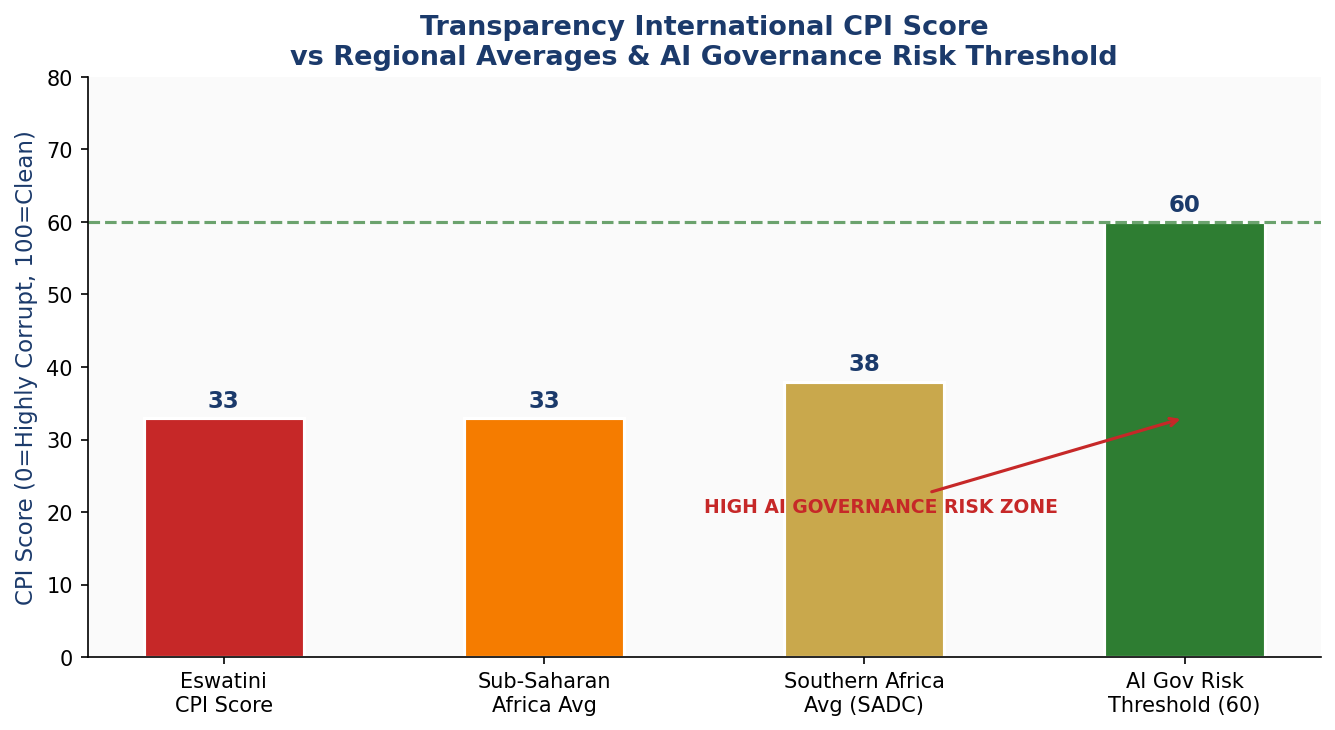 Transparency International CPI Score
vs Regional Averages & AI Governance Risk Threshold
CPI Score (0=Highly Corrupt, 100=Clean)
80
70
60
50
40
30
20
10
0
33
33
38
60
HIGH AI GOVERNANCE RISK ZONE
Eswatini
CPI Score
Sub-Saharan
Africa Avg
Southern Africa
Avg (SADC)
AI Gov Risk
Threshold (60)